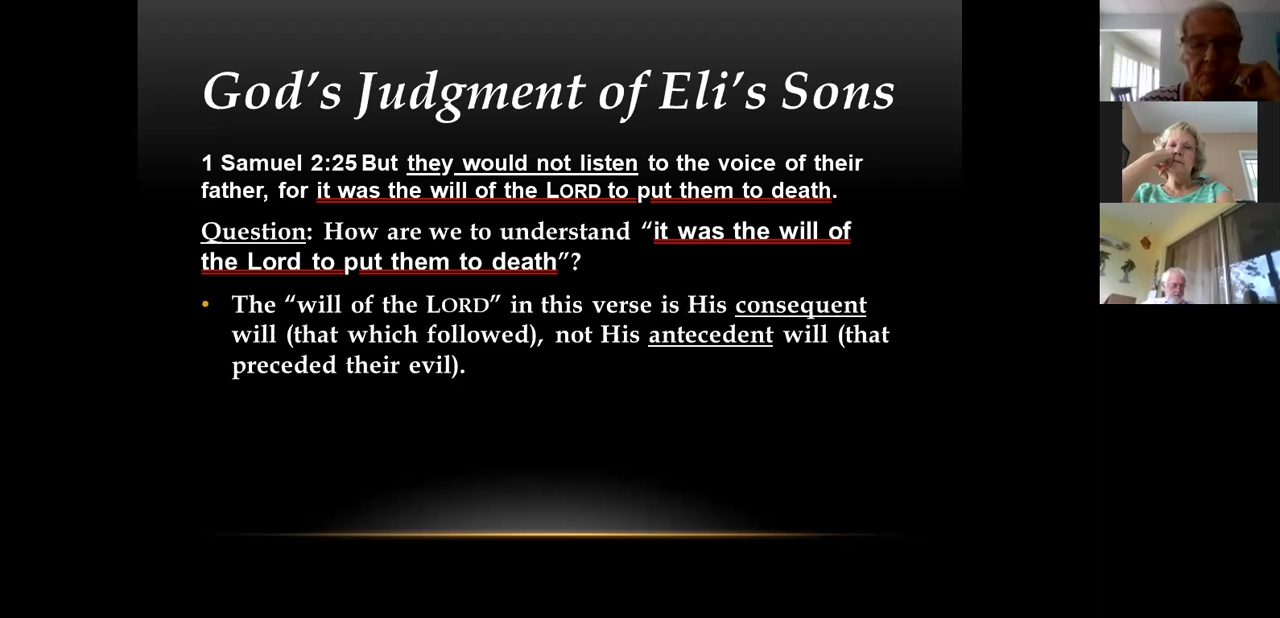 God’s Judgment of Eli’s Sons
1 Samuel 2:25 But they would not listen to the voice of their
father, for it was the will of the LORD to put them to death.
Question: How are we to understand “it was the will of
the Lord to put them to death”?
• The “will of the LORD” in this verse is His consequent
will (that which followed), not His antecedent will (that
preceded their evil).